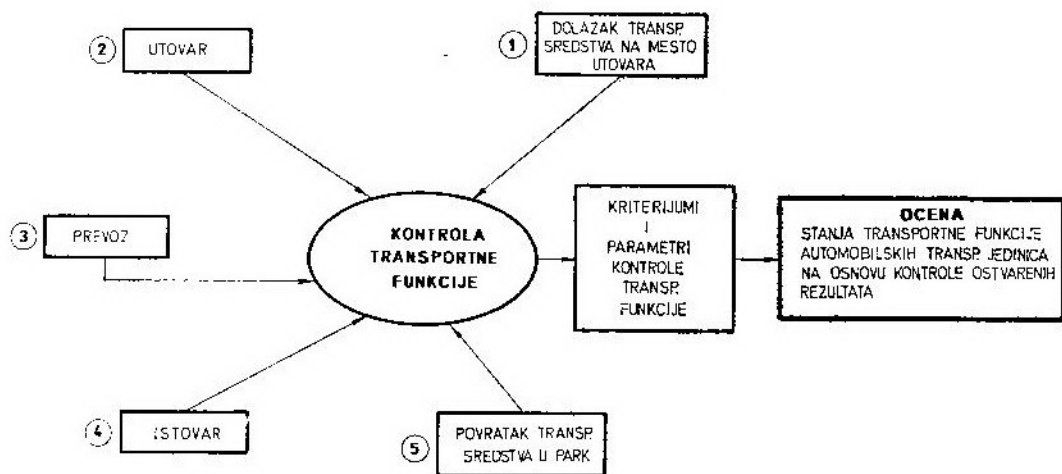 1
DOLAZAK TRANSP.
SREDSTVA NA MESTO
UTOVARA
2
UTOVAR
3
PREVOZ
4
ISTOVAR
5
POVRATAK TRANSP.
SREDSTVA U PARK
KONTROLA
TRANSPORTNE
FUNKCIJE
KRITERIJUMI
I
PARAMETRI
KONTROLE
TRANSP.
FUNKCIJE
OCENA
STANJA TRANSPORTNE FUNKCIJE
AUTOMOBILSKIH TRANSP. JEDINICA
NA OSNOVU KONTROLE OSTVARENIH
REZULTATA